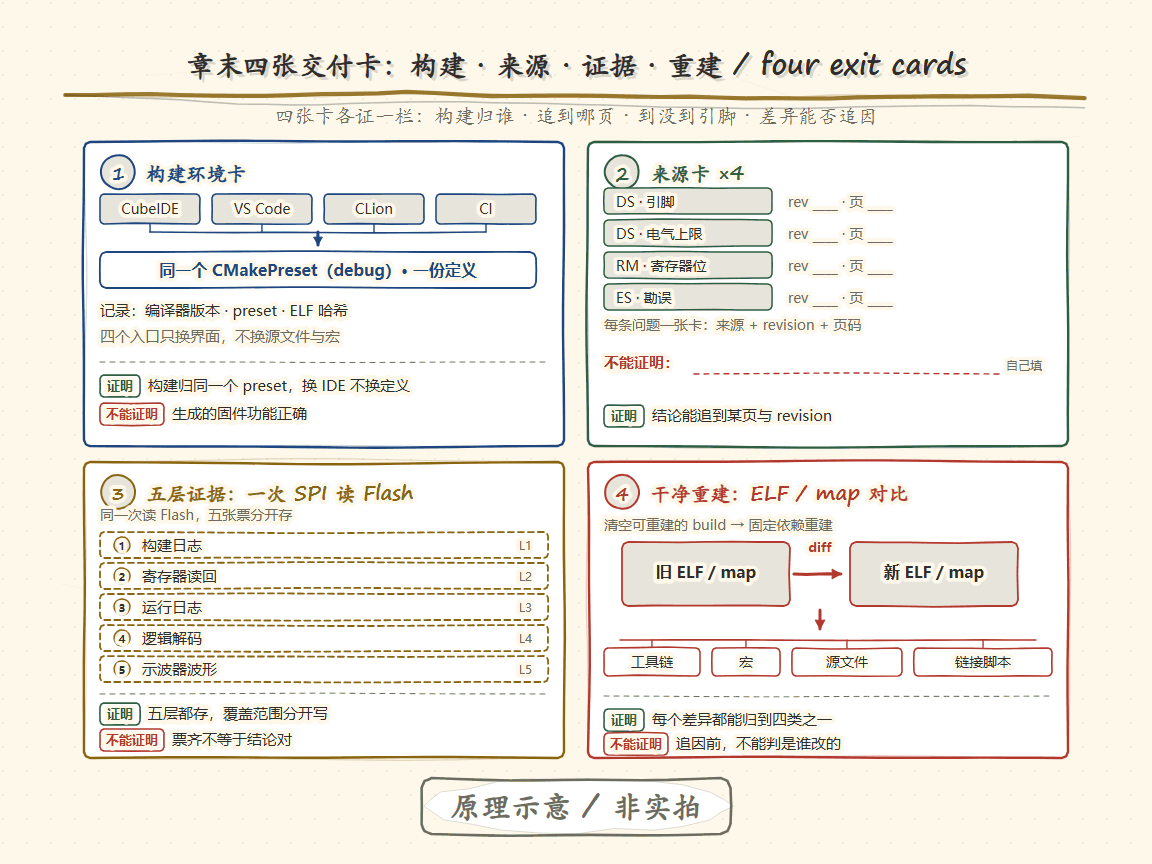 章末四张交付卡：构建 · 来源 · 证据 · 重建 / four exit cards
四张卡各证一栏：构建归谁 · 追到哪页 · 到没到引脚 · 差异能否追因
1 构建环境卡
CubeIDE VS Code CLion CI
同一个 CMakePreset（debug）· 一份定义
记录：编译器版本 · preset · ELF 哈希
四个入口只换界面，不换源文件与宏
证明 构建归同一个 preset，换 IDE 不换定义
不能证明 生成的固件功能正确
2 来源卡 ×4
DS · 引脚 rev ___ · 页 ___
DS · 电气上限 rev ___ · 页 ___
RM · 寄存器位 rev ___ · 页 ___
ES · 勘误 rev ___ · 页 ___
每条问题一张卡：来源 + revision + 页码
不能证明： 自己填
证明 结论能追到某页与 revision
3 五层证据：一次 SPI 读 Flash
同一次读 Flash，五张票分开存
1 构建日志 L1
2 寄存器读回 L2
3 运行日志 L3
4 逻辑解码 L4
5 示波器波形 L5
证明 五层都存，覆盖范围分开写
不能证明 票齐不等于结论对
4 干净重建：ELF / map 对比
清空可重建的 build → 固定依赖重建
diff
旧 ELF / map 新 ELF / map
工具链 宏 源文件 链接脚本
证明 每个差异都能归到四类之一
不能证明 追因前，不能判是谁改的
原理示意 / 非实拍